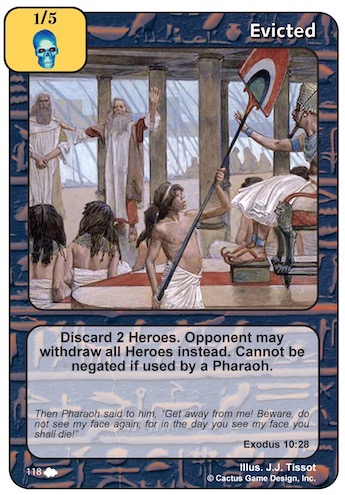 1/5
Evicted
Discard 2 Heroes. Opponent may
withdraw all Heroes instead. Cannot be
negated if used by a Pharaoh.
Then Pharaoh said to him, “Get away from me! Beware, do
not see my face again; for in the day you see my face you
shall die!”
Exodus 10:28
Illus. J.J. Tissot
118
© Cactus Game Design, Inc.